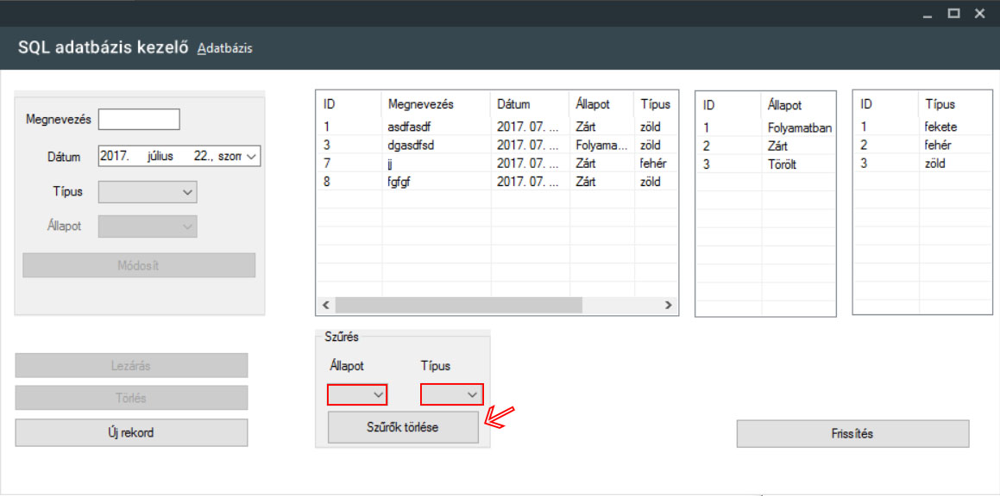 SQL adatbázis kezelő Adatbázis
Megnevezés
Dátum 2017. július 22., szom
Típus
Állapot
Módosít
Lezárás
Törlés
Új rekord
ID Megnevezés Dátum Állapot Típus
1 asdfasdf 2017. 07. ... Zárt zöld
3 dgasdfsd 2017. 07. ... Folyama... zöld
7 jj 2017. 07. ... Zárt fehér
8 fgfgf 2017. 07. ... Zárt zöld
Szűrés
Állapot Típus
Szűrők törlése
ID Állapot
1 Folyamatban
2 Zárt
3 Törölt
ID Típus
1 fekete
2 fehér
3 zöld
Frissítés